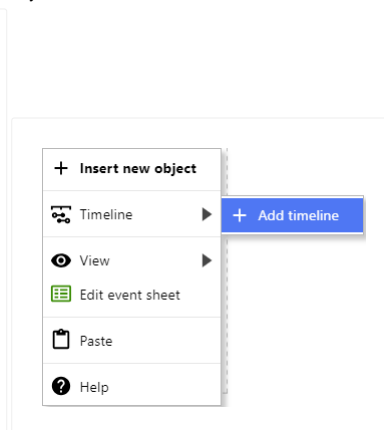 Insert new object
Timeline
Add timeline
View
Edit event sheet
Paste
Help